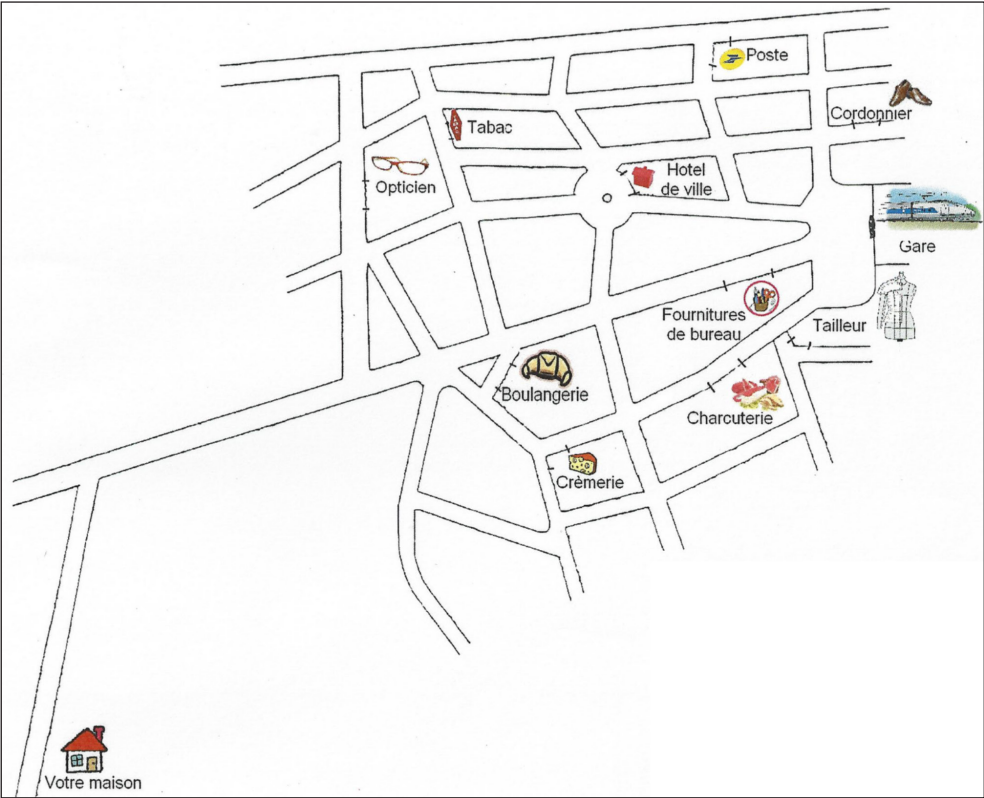 Poste
Cordonnier
Tabac
Hotel
de ville
Opticien
Gare
Fournitures
de bureau
Tailleur
Boulangerie
Charcuterie
Crèmerie
Votre maison